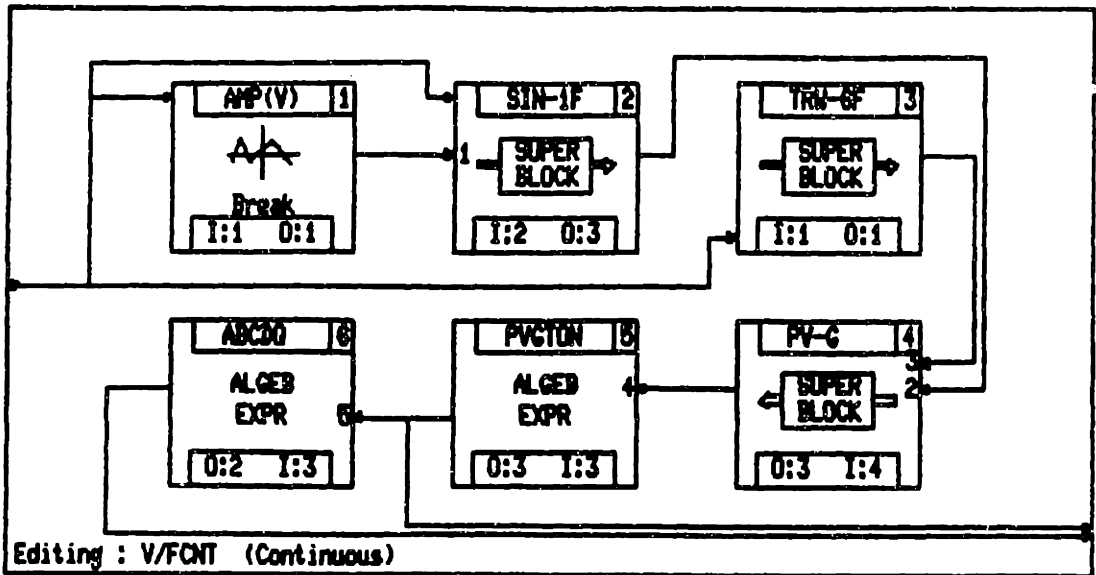 AMP(V) 1
Break
I:1 O:1
SIN-1F 2
1
SUPER
BLOCK
I:2 O:3
TRW-6F 3
SUPER
BLOCK
I:1 O:1
ABCDQ 6
ALGEB
EXPR
5
O:2 I:3
PVGTON 5
ALGEB
EXPR
4
O:3 I:3
PV-G 4
3
2
SUPER
BLOCK
O:3 I:4
Editing : V/FCNT (Continuous)